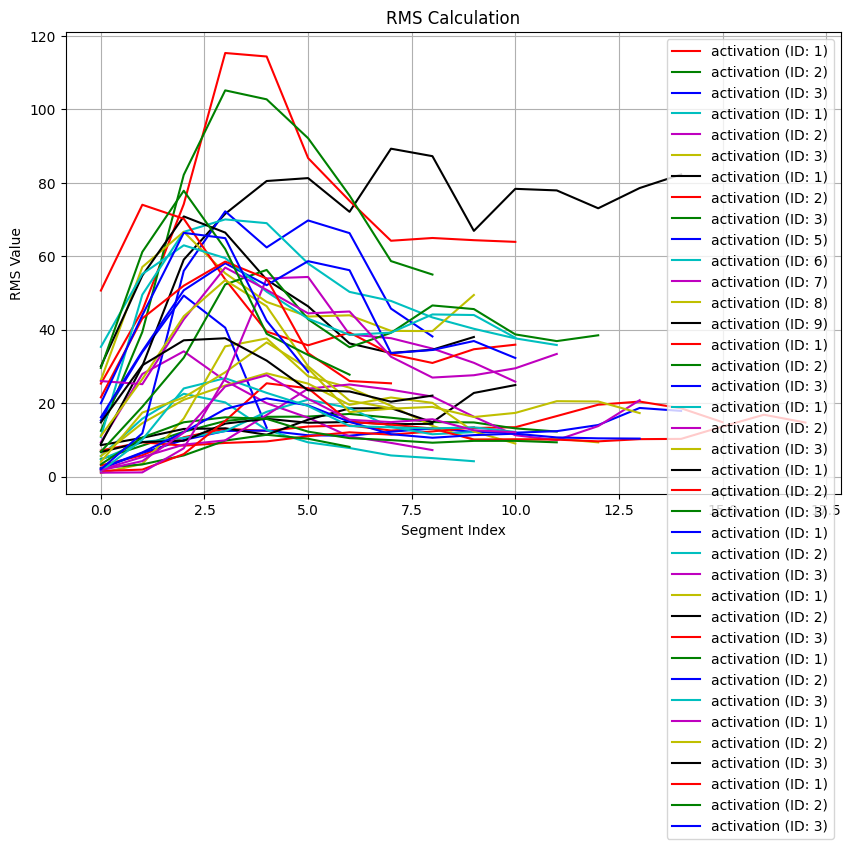 RMS Calculation
120
100
80
60
40
20
0
RMS Value
0.0
2.5
5.0
7.5
10.0
12.5
15.0
17.5
Segment Index
activation (ID: 1)
activation (ID: 2)
activation (ID: 3)
activation (ID: 1)
activation (ID: 2)
activation (ID: 3)
activation (ID: 1)
activation (ID: 2)
activation (ID: 3)
activation (ID: 5)
activation (ID: 6)
activation (ID: 7)
activation (ID: 8)
activation (ID: 9)
activation (ID: 1)
activation (ID: 2)
activation (ID: 3)
activation (ID: 1)
activation (ID: 2)
activation (ID: 3)
activation (ID: 1)
activation (ID: 2)
activation (ID: 3)
activation (ID: 1)
activation (ID: 2)
activation (ID: 3)
activation (ID: 1)
activation (ID: 2)
activation (ID: 3)
activation (ID: 1)
activation (ID: 2)
activation (ID: 3)
activation (ID: 1)
activation (ID: 2)
activation (ID: 3)
activation (ID: 1)
activation (ID: 2)
activation (ID: 3)